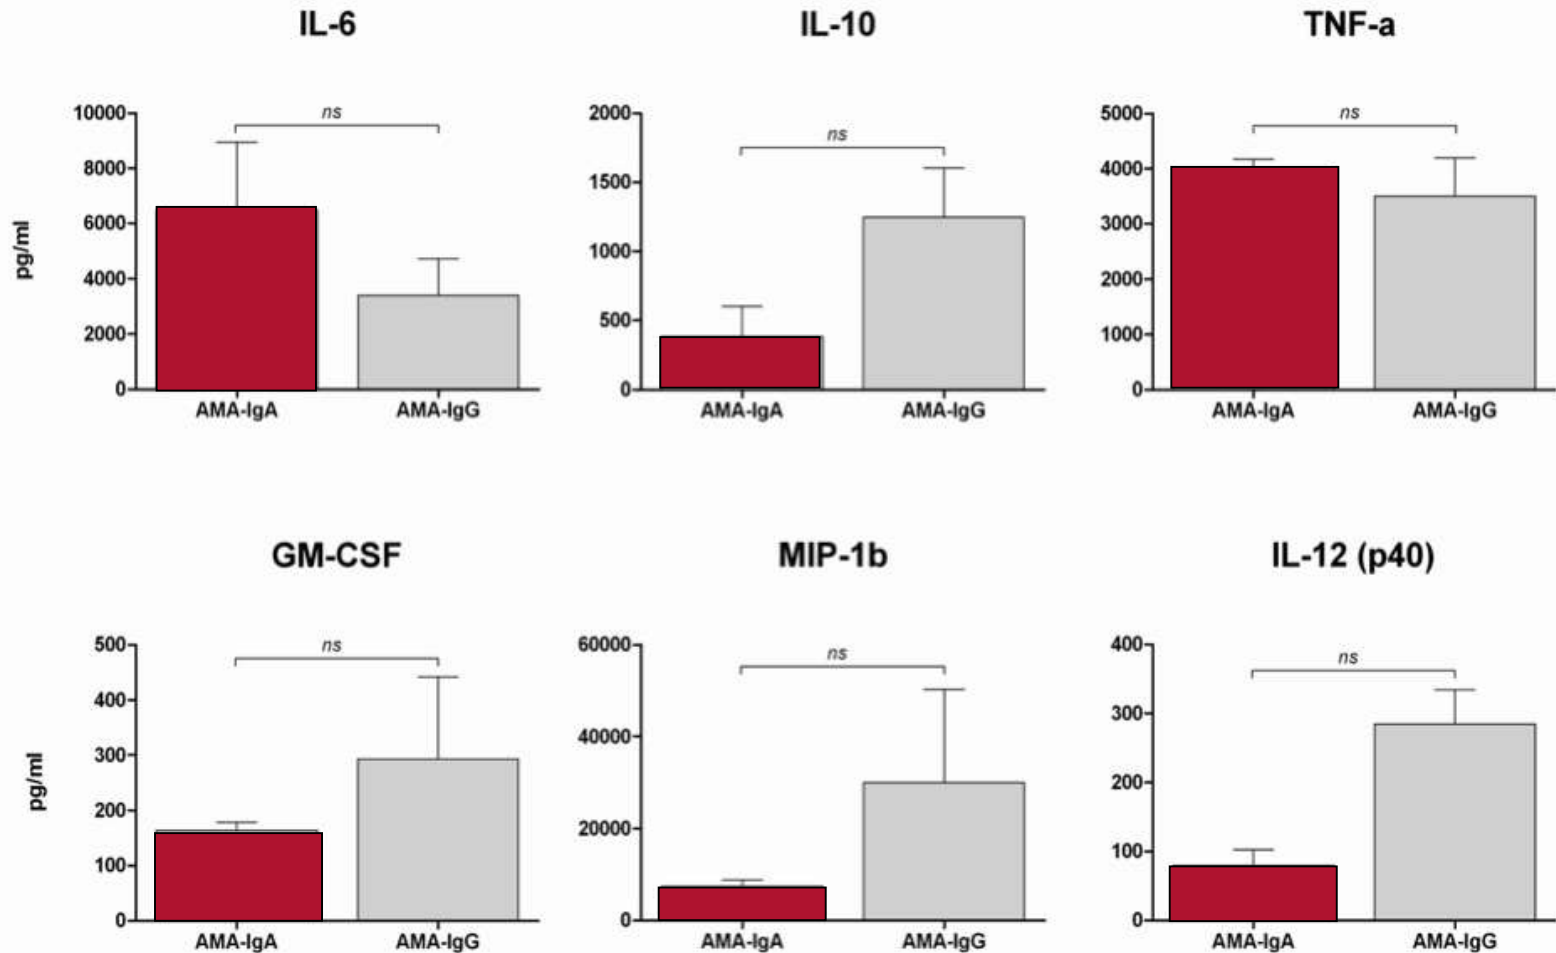 IL-6
IL-10
TNF-a
10000
8000
6000
4000
2000
0
pg/ml
ns
AMA-IgA
AMA-IgG
2000
1500
1000
500
0
ns
AMA-IgA
AMA-IgG
5000
4000
3000
2000
1000
0
ns
AMA-IgA
AMA-IgG
GM-CSF
MIP-1b
IL-12 (p40)
500
400
300
200
100
0
pg/ml
ns
AMA-IgA
AMA-IgG
60000
40000
20000
0
ns
AMA-IgA
AMA-IgG
400
300
200
100
0
ns
AMA-IgA
AMA-IgG